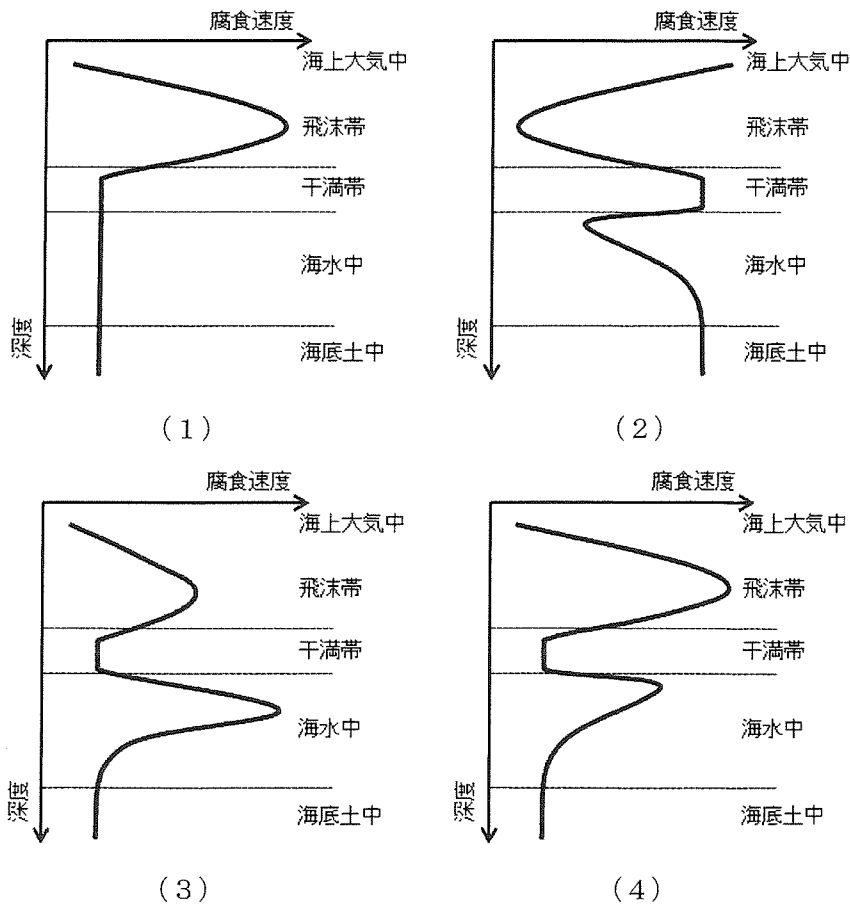 腐食速度
海上大気中
飛沫帯
干満帯
海水中
海底土中
深度
(1)
腐食速度
海上大気中
飛沫帯
干満帯
海水中
海底土中
深度
(2)
腐食速度
海上大気中
飛沫帯
干満帯
海水中
海底土中
深度
(3)
腐食速度
海上大気中
飛沫帯
干満帯
海水中
海底土中
深度
(4)